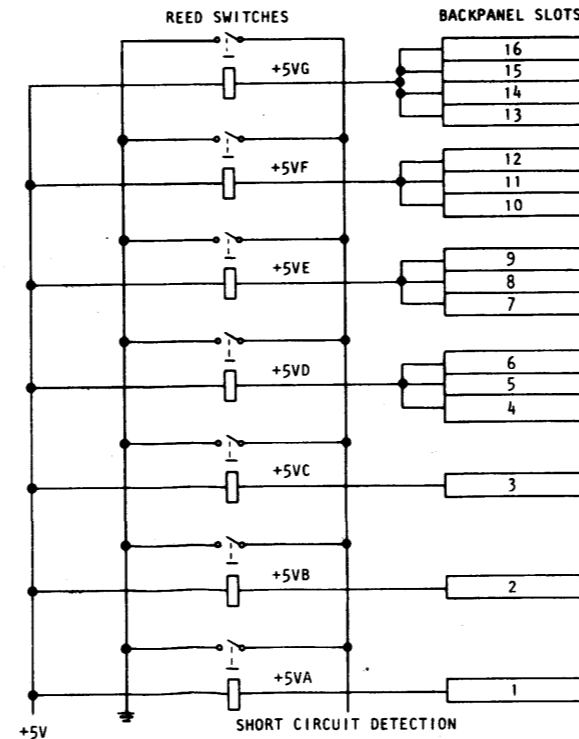 REED SWITCHES
BACKPANEL SLOTS
16
+5VG
15
14
13
12
+5VF
11
10
9
+5VE
8
7
6
+5VD
5
4
+5VC
3
+5VB
2
+5VA
1
+5V
SHORT CIRCUIT DETECTION